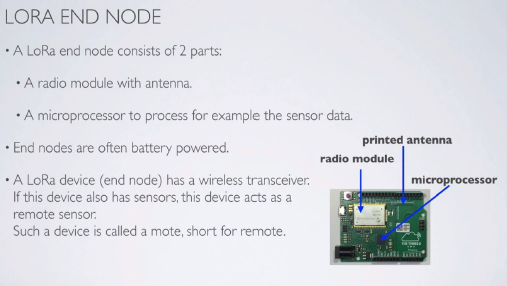 LORA END NODE
• A LoRa end node consists of 2 parts:
• A radio module with antenna.
• A microprocessor to process for example the sensor data.
• End nodes are often battery powered.
• A LoRa device (end node) has a wireless transceiver.
If this device also has sensors, this device acts as a
remote sensor.
Such a device is called a mote, short for remote.
printed antenna
radio module
microprocessor